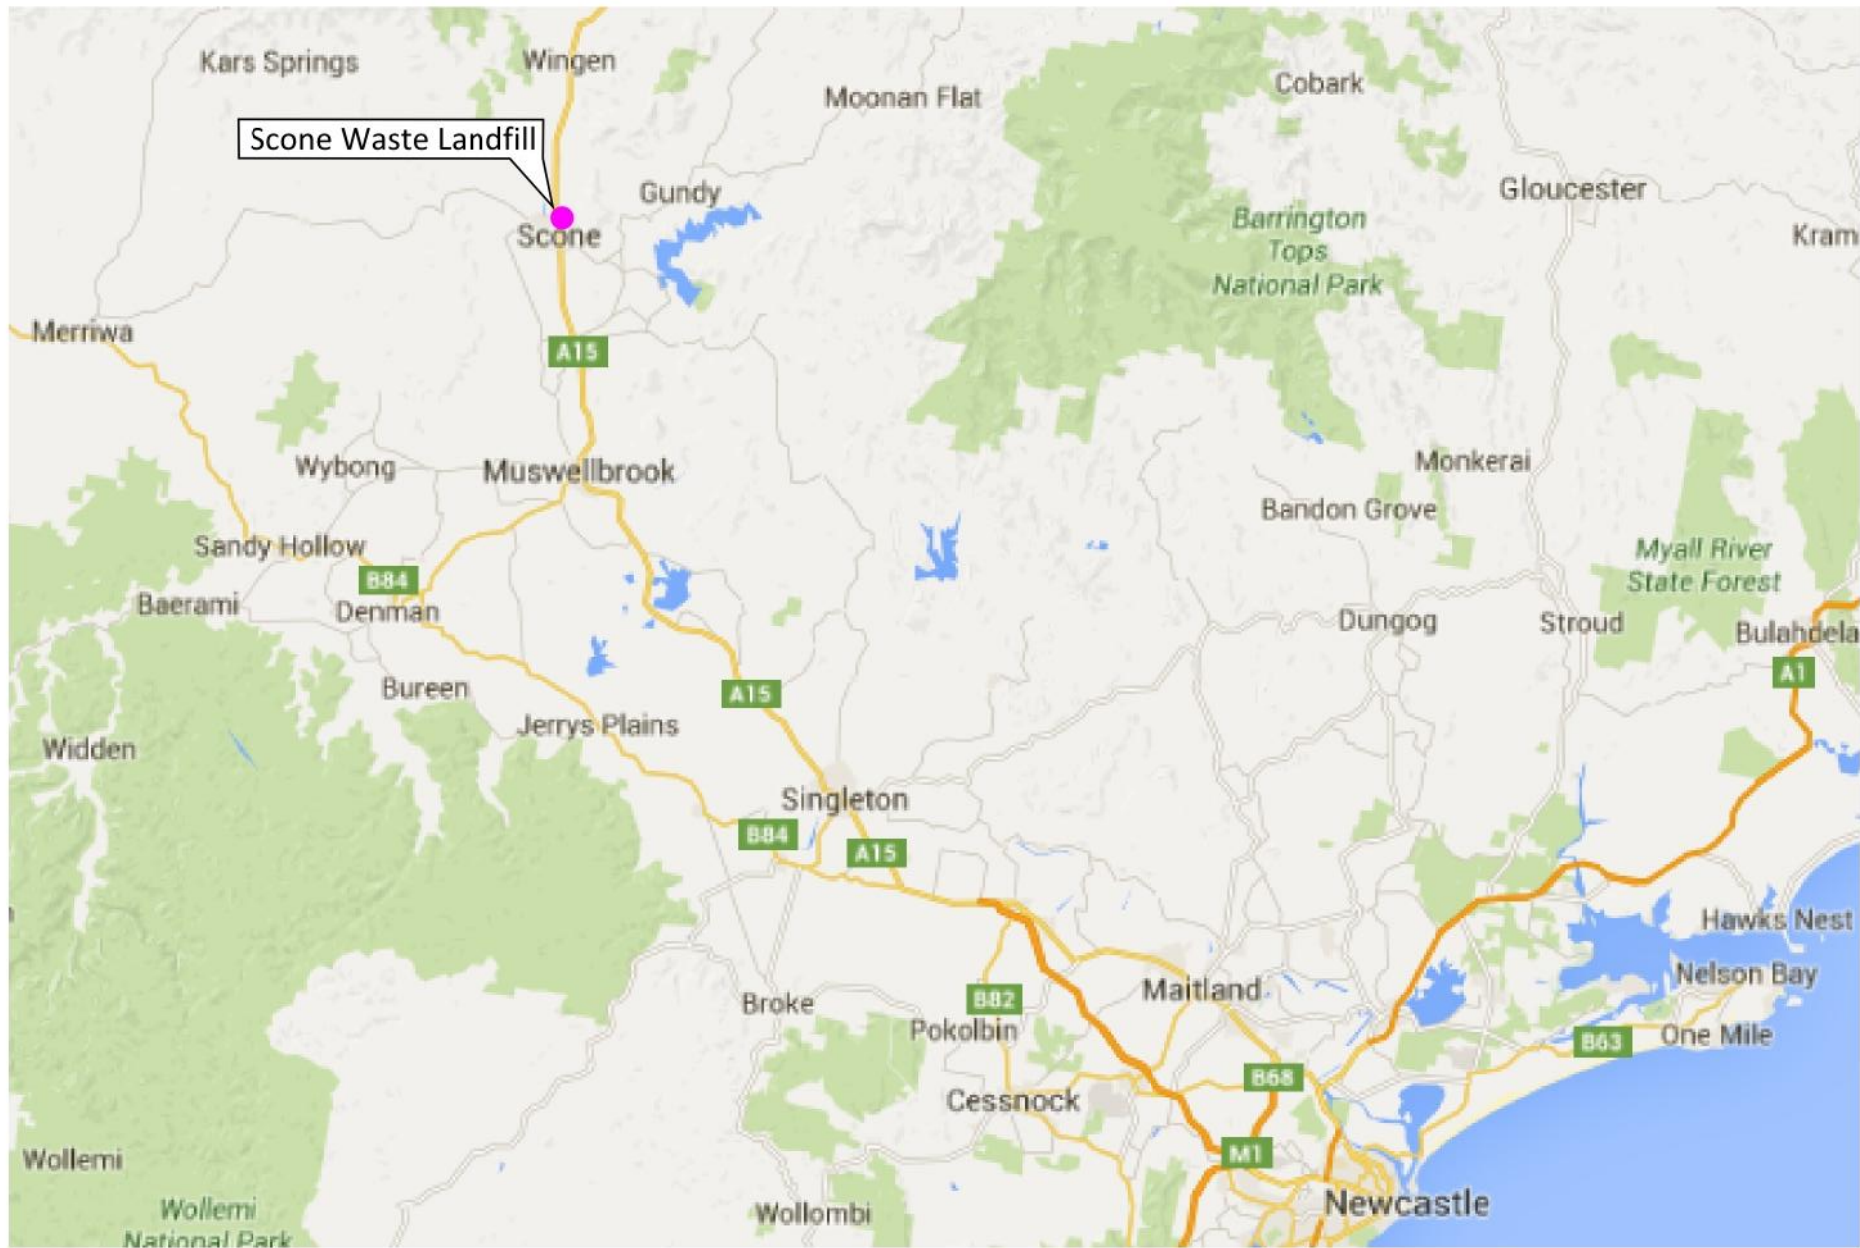 Kars Springs
Wingen
Moonan Flat
Cobark
Scone Waste Landfill
Gundy
Gloucester
Scone
Barrington
Tops
National Park
Kram
Merriwa
A15
Wybong
Muswellbrook
Monkerai
Bandon Grove
Sandy Hollow
Myall River
State Forest
B84
Baerami
Denman
Dungog
Stroud
Bulahdela
A1
Bureen
A15
Jerrys Plains
Widden
Singleton
B84
A15
Hawks Nest
Nelson Bay
Maitland
B82
Broke
Pokolbin
B63
One Mile
B68
Cessnock
M1
Wollemi
Newcastle
Wollemi
National Park
Wollombi